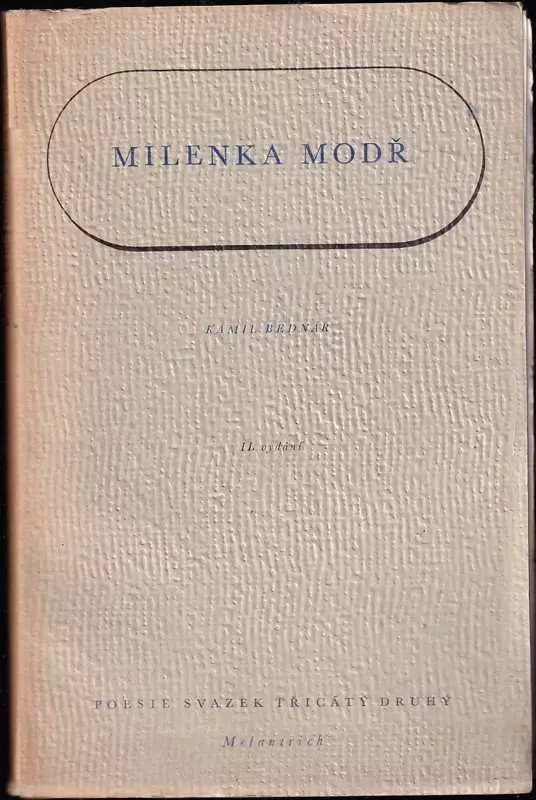 MILENKA MODŘ
KAMIL BEDNÁŘ
II. vydání
POESIE SVAZEK TŘICÁTÝ DRUHÝ
Melantrich